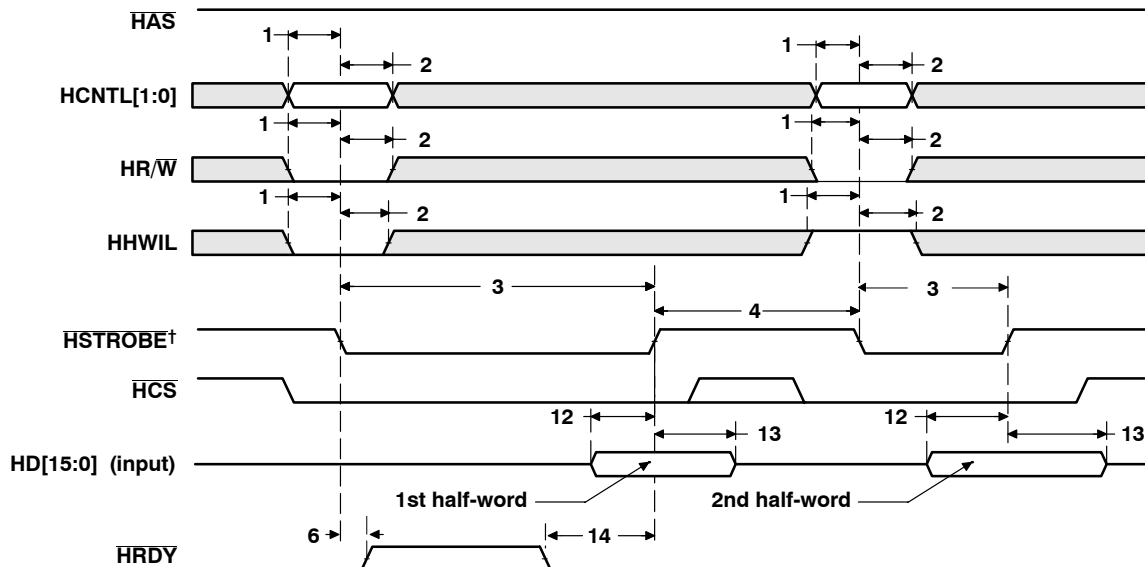 HAS
1
1
2
2
HCNTL[1:0]
1
1
2
2
HR/W
1
1
2
2
HHWIL
3
3
4
HSTROBE†
HCS
12
12
13
13
HD[15:0] (input)
1st half-word
2nd half-word
6
14
HRDY